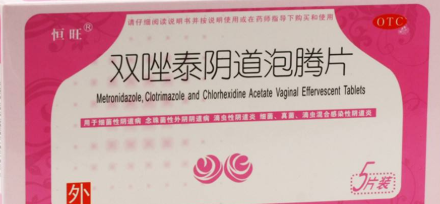 请仔细阅读说明书并按说明使用或在药师指导下购买和使用
恒旺® OTC
双唑泰阴道泡腾片
Metronidazole, Clotrimazole and Chlorhexidine Acetate Vaginal Effervescent Tablets
用于细菌性阴道病 念珠菌性外阴阴道病 滴虫性阴道炎 细菌、真菌、滴虫混合感染性阴道炎
外
5片装